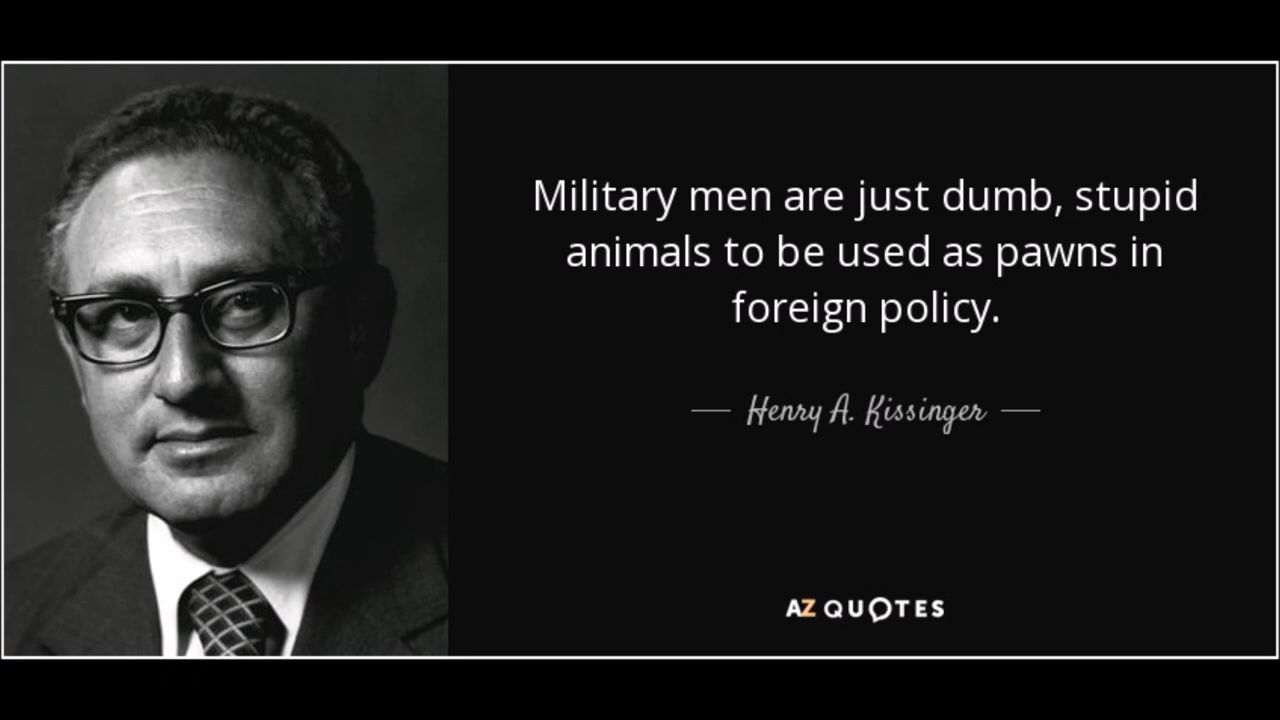 Military men are just dumb, stupid
animals to be used as pawns in
foreign policy.
Henry A. Kissinger
AZ QUOTES